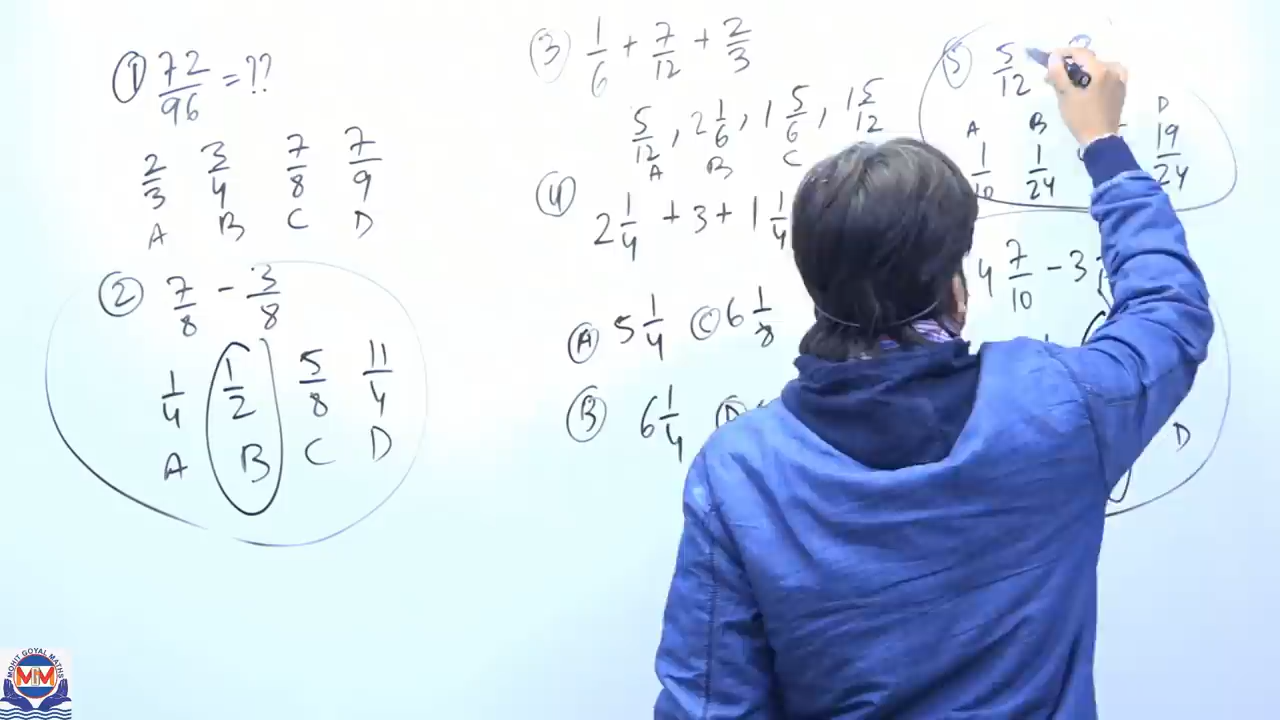 ① 72/96 = ??
2/3 3/4 7/8 7/9
A B C D
② 7/8 - 3/8
1/4 1/2 5/8 11/4
A B C D
③ 1/6 + 7/12 + 2/3
5/12, 2 1/6, 1 5/6, 1 5/12
A B C
④ 2 1/4 + 3 + 1 1/4
Ⓐ 5 1/4 Ⓒ 6 1/8
Ⓑ 6 1/4 Ⓓ
⑤ 5/12
A B D
1/10 1/24 19/24
4 7/10 - 3
D
MOHIT GOYAL MATHS